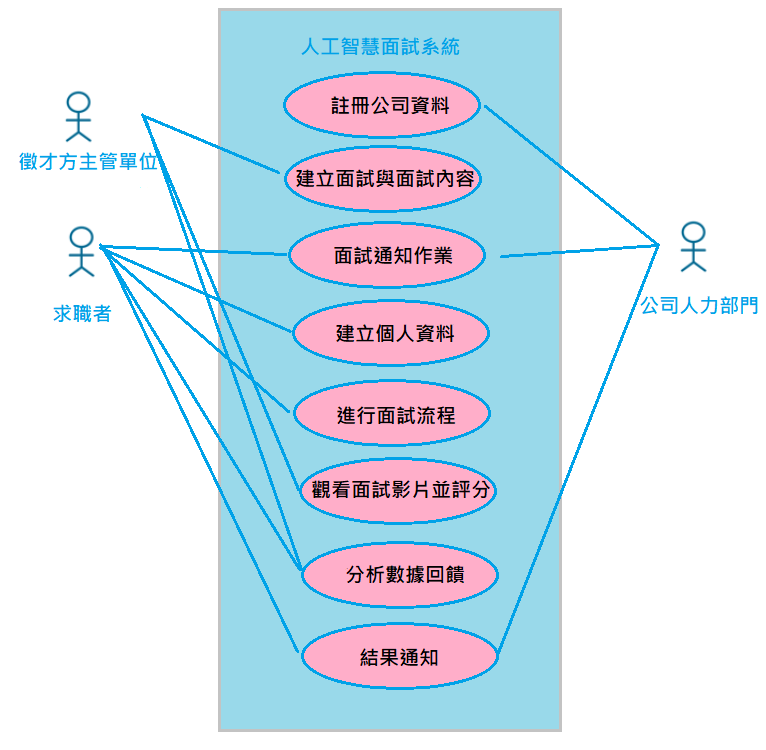 人工智慧面試系統
註冊公司資料
徵才方主管單位
建立面試與面試內容
面試通知作業
求職者
公司人力部門
建立個人資料
進行面試流程
觀看面試影片並評分
分析數據回饋
結果通知